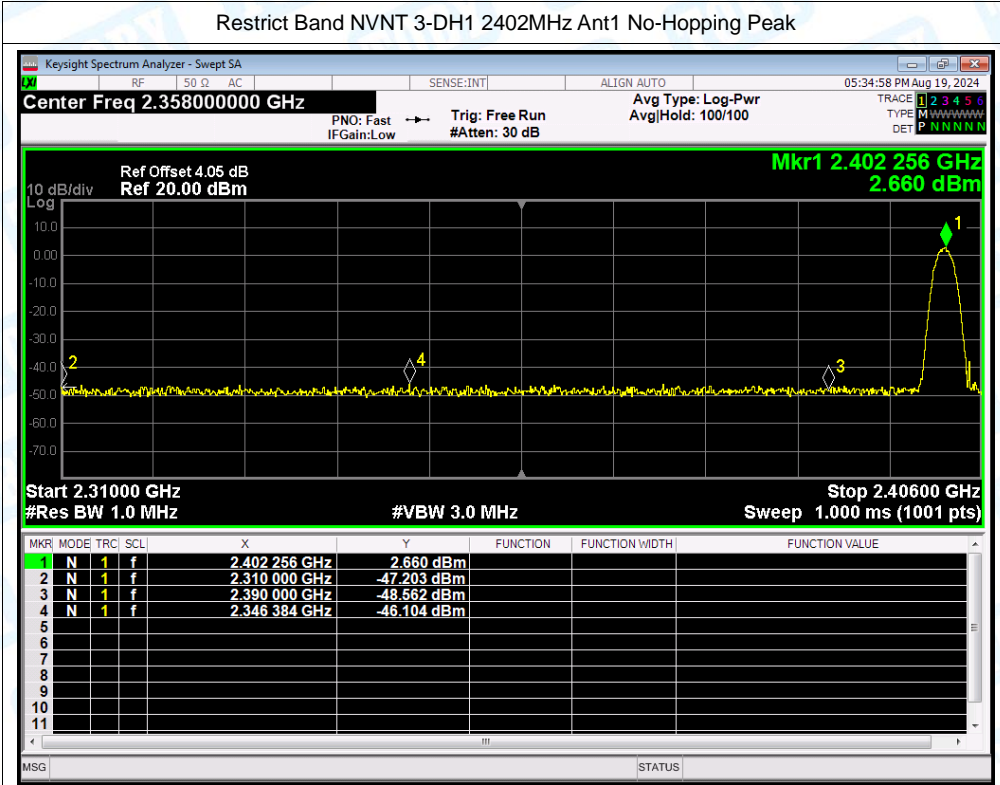 Restrict Band NVNT 3-DH1 2402MHz Ant1 No-Hopping Peak
Keysight Spectrum Analyzer - Swept SA
LXI RF 50 Ω AC SENSE:INT ALIGN AUTO 05:34:58 PM Aug 19, 2024
Center Freq 2.358000000 GHz
PNO: Fast
IFGain:Low
Trig: Free Run
#Atten: 30 dB
Avg Type: Log-Pwr
Avg|Hold: 100/100
TRACE 1 2 3 4 5 6
TYPE M WWWWW
DET P N N N N N
Mkr1 2.402 256 GHz
2.660 dBm
Ref Offset 4.05 dB
10 dB/div Ref 20.00 dBm
Log
10.0
0.00
-10.0
-20.0
-30.0
-40.0
-50.0
-60.0
-70.0
1
2
4
3
Start 2.31000 GHz Stop 2.40600 GHz
#Res BW 1.0 MHz #VBW 3.0 MHz Sweep 1.000 ms (1001 pts)
MKR MODE TRC SCL X Y FUNCTION FUNCTION WIDTH FUNCTION VALUE
1 N 1 f 2.402 256 GHz 2.660 dBm
2 N 1 f 2.310 000 GHz -47.203 dBm
3 N 1 f 2.390 000 GHz -48.562 dBm
4 N 1 f 2.346 384 GHz -46.104 dBm
5
6
7
8
9
10
11
MSG STATUS